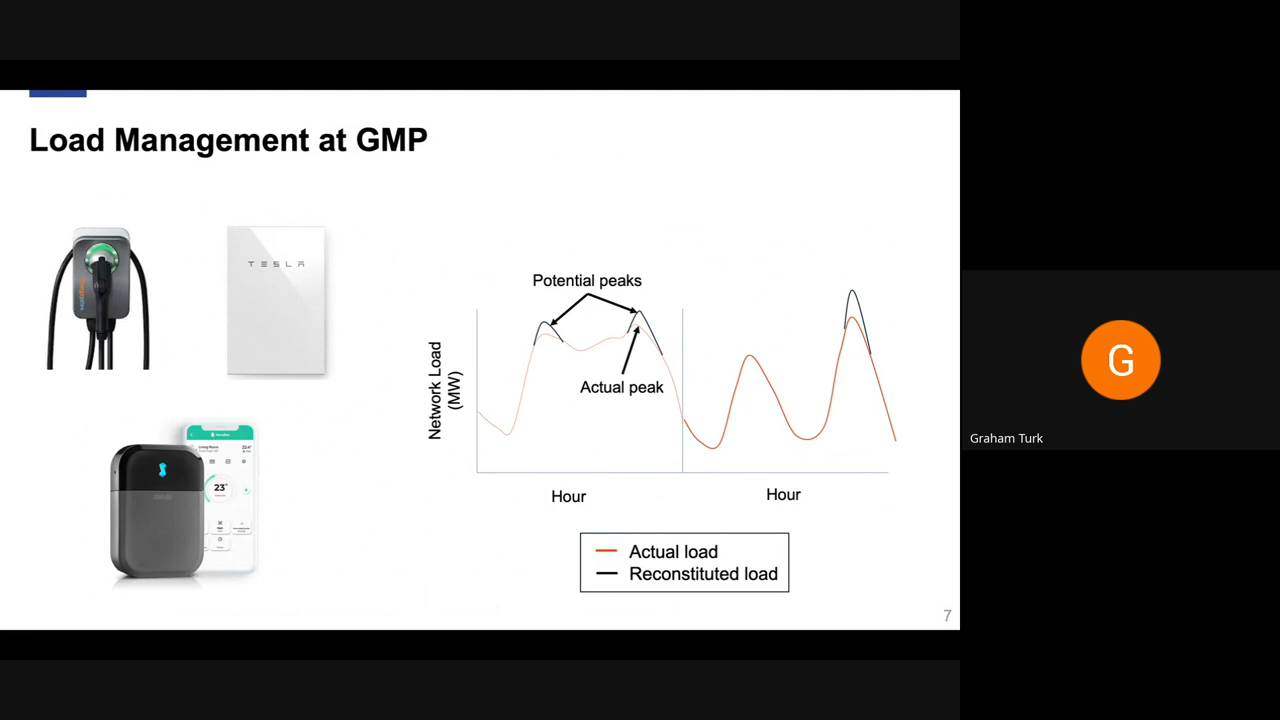 Load Management at GMP
TESLA
23°
Potential peaks
Actual peak
Network Load
(MW)
Hour
Hour
Actual load
Reconstituted load
7
G
Graham Turk